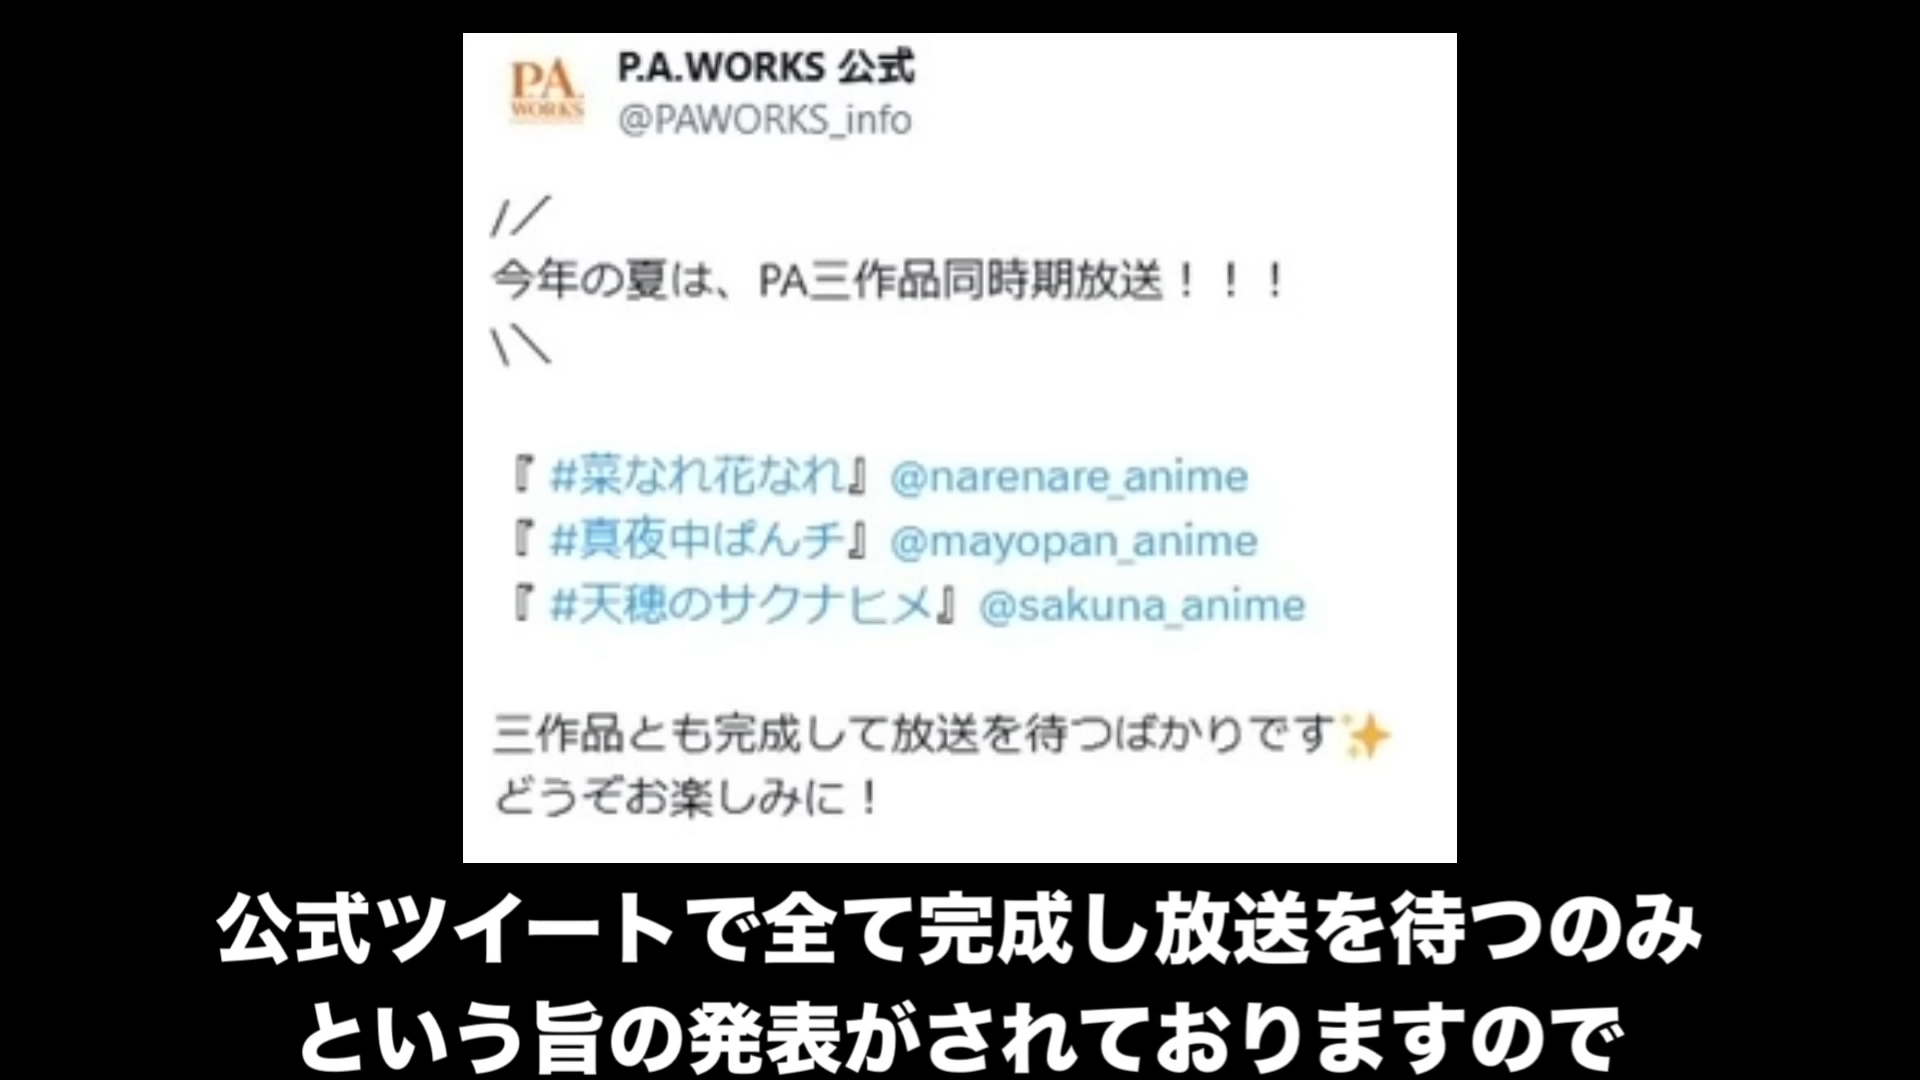 P.A.
WORKS
P.A.WORKS 公式
@PAWORKS_info
/／
今年の夏は、PA三作品同時期放送！！！
\＼
『 #菜なれ花なれ』 @narenare_anime
『 #真夜中ぱんチ』 @mayopan_anime
『 #天穂のサクナヒメ』 @sakuna_anime
三作品とも完成して放送を待つばかりです✨
どうぞお楽しみに！
公式ツイートで全て完成し放送を待つのみ
という旨の発表がされておりますので